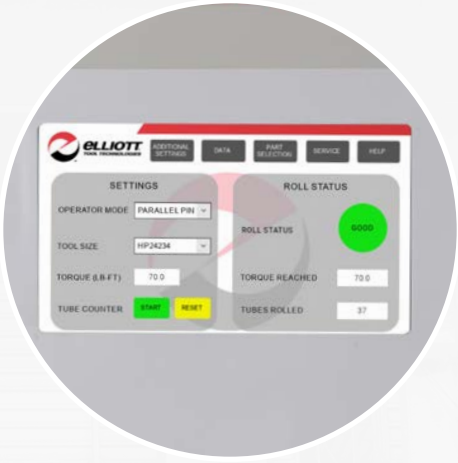 ELLIOTT
TOOL TECHNOLOGIES
ADDITIONAL SETTINGS
DATA
PART SELECTION
SERVICE
HELP
SETTINGS
OPERATOR MODE PARALLEL PIN
TOOL SIZE HP24234
TORQUE (LB-FT) 70.0
TUBE COUNTER START RESET
ROLL STATUS
ROLL STATUS GOOD
TORQUE REACHED 70.0
TUBES ROLLED 37